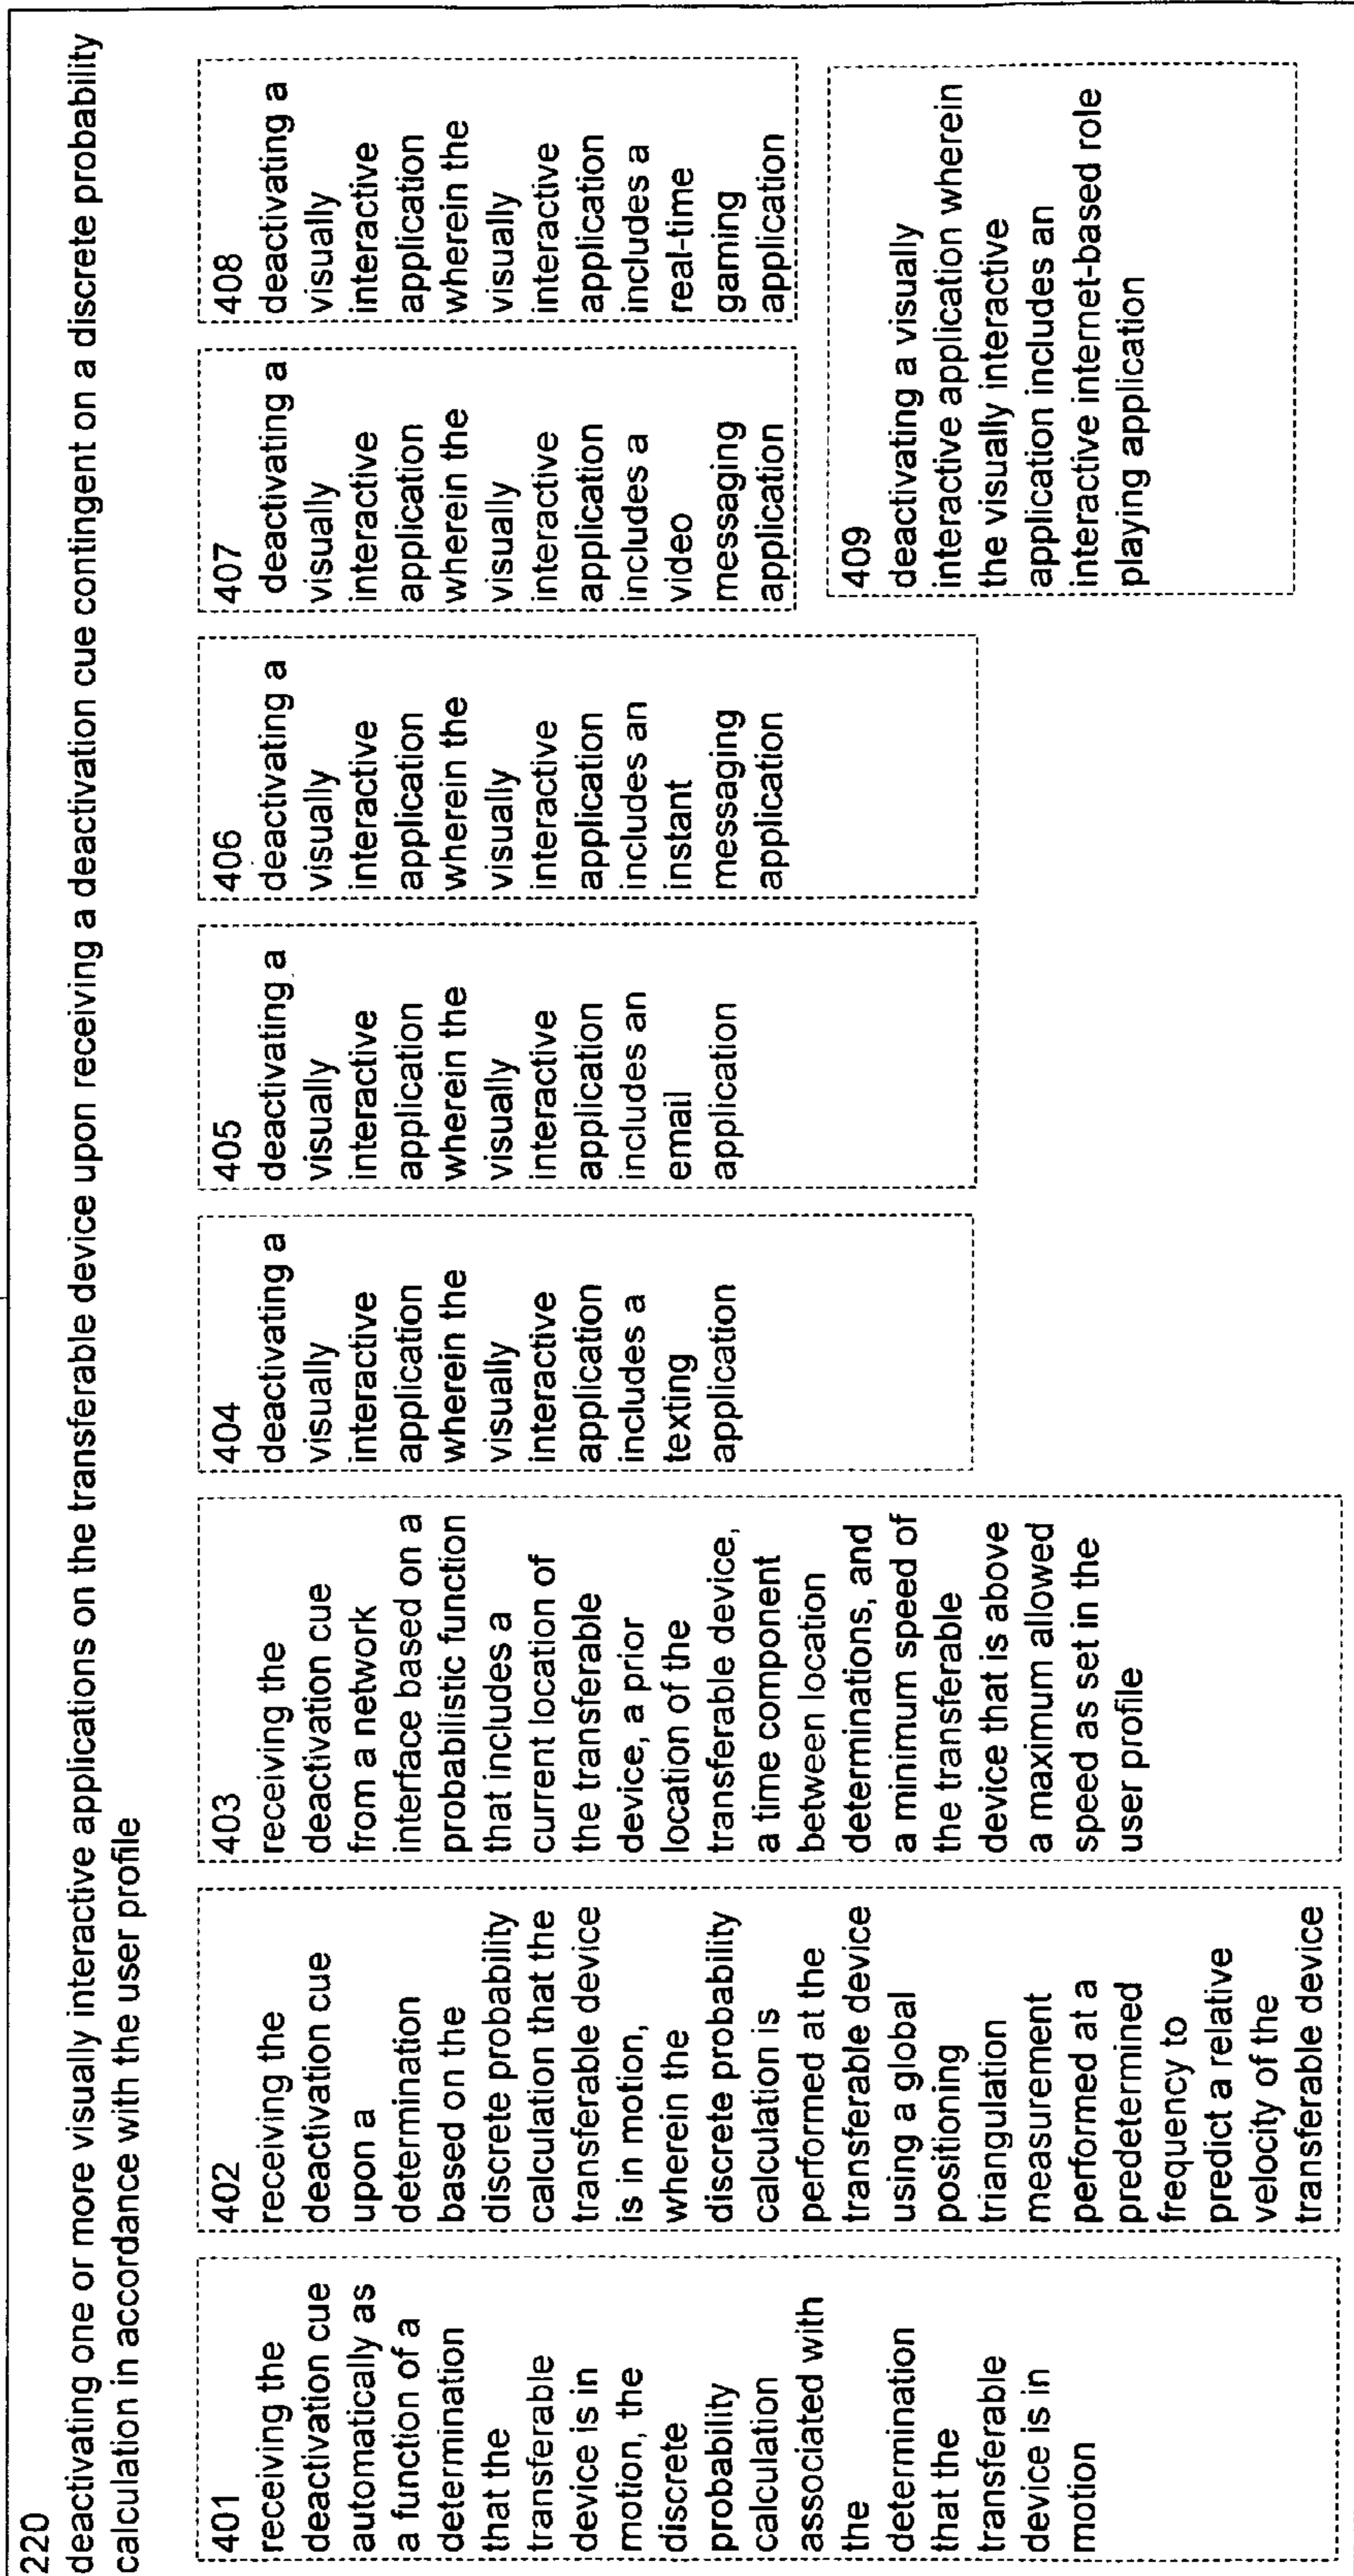 220
deactivating one or more visually interactive applications on the transferable device upon receiving a deactivation cue contingent on a discrete probability
calculation in accordance with the user profile
401
receiving the
deactivation cue
automatically as
a function of a
determination
that the
transferable
device is in
motion, the
discrete
probability
calculation
associated with
the
determination
that the
transferable
device is in
motion
402
receiving the
deactivation cue
upon a
determination
based on the
discrete probability
calculation that the
transferable device
is in motion,
wherein the
discrete probability
calculation is
performed at the
transferable device
using a global
positioning
triangulation
measurement
performed at a
predetermined
frequency to
predict a relative
velocity of the
transferable device
403
receiving the
deactivation cue
from a network
interface based on a
probabilistic function
that includes a
current location of
the transferable
device, a prior
location of the
transferable device,
a time component
between location
determinations, and
a minimum speed of
the transferable
device that is above
a maximum allowed
speed as set in the
user profile
404
deactivating a
visually
interactive
application
wherein the
visually
interactive
application
includes a
texting
application
405
deactivating a
visually
interactive
application
wherein the
visually
interactive
application
includes an
email
application
406
deactivating a
visually
interactive
application
wherein the
visually
interactive
application
includes an
instant
messaging
application
407
deactivating a
visually
interactive
application
wherein the
visually
interactive
application
includes a
video
messaging
application
408
deactivating a
visually
interactive
application
wherein the
visually
interactive
application
includes a
real-time
gaming
application
409
deactivating a visually
interactive application wherein
the visually interactive
application includes an
interactive internet-based role
playing application